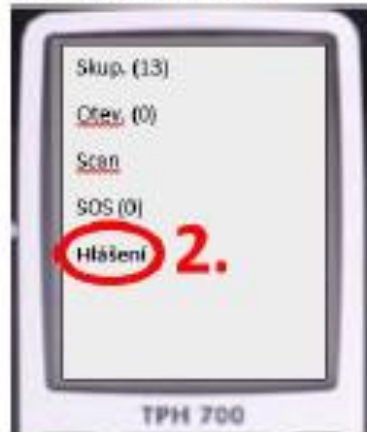 Skup. (13)
Otev. (0)
Scan
SOS (0)
Hlášení 2.
TPH 700